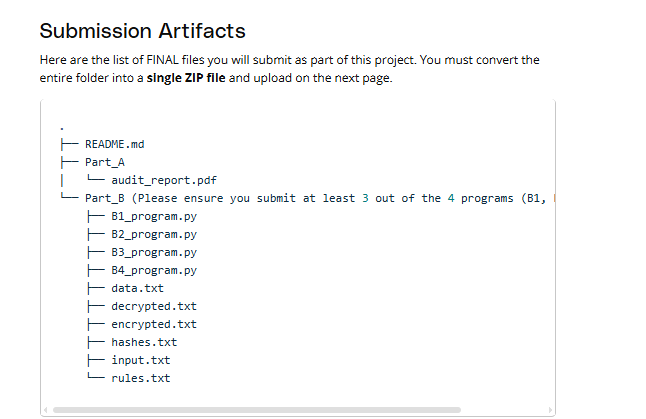 Submission Artifacts
Here are the list of FINAL files you will submit as part of this project. You must convert the
entire folder into a single ZIP file and upload on the next page.
.
├── README.md
├── Part_A
│   └── audit_report.pdf
└── Part_B (Please ensure you submit at least 3 out of the 4 programs (B1,
    ├── B1_program.py
    ├── B2_program.py
    ├── B3_program.py
    ├── B4_program.py
    ├── data.txt
    ├── decrypted.txt
    ├── encrypted.txt
    ├── hashes.txt
    ├── input.txt
    └── rules.txt